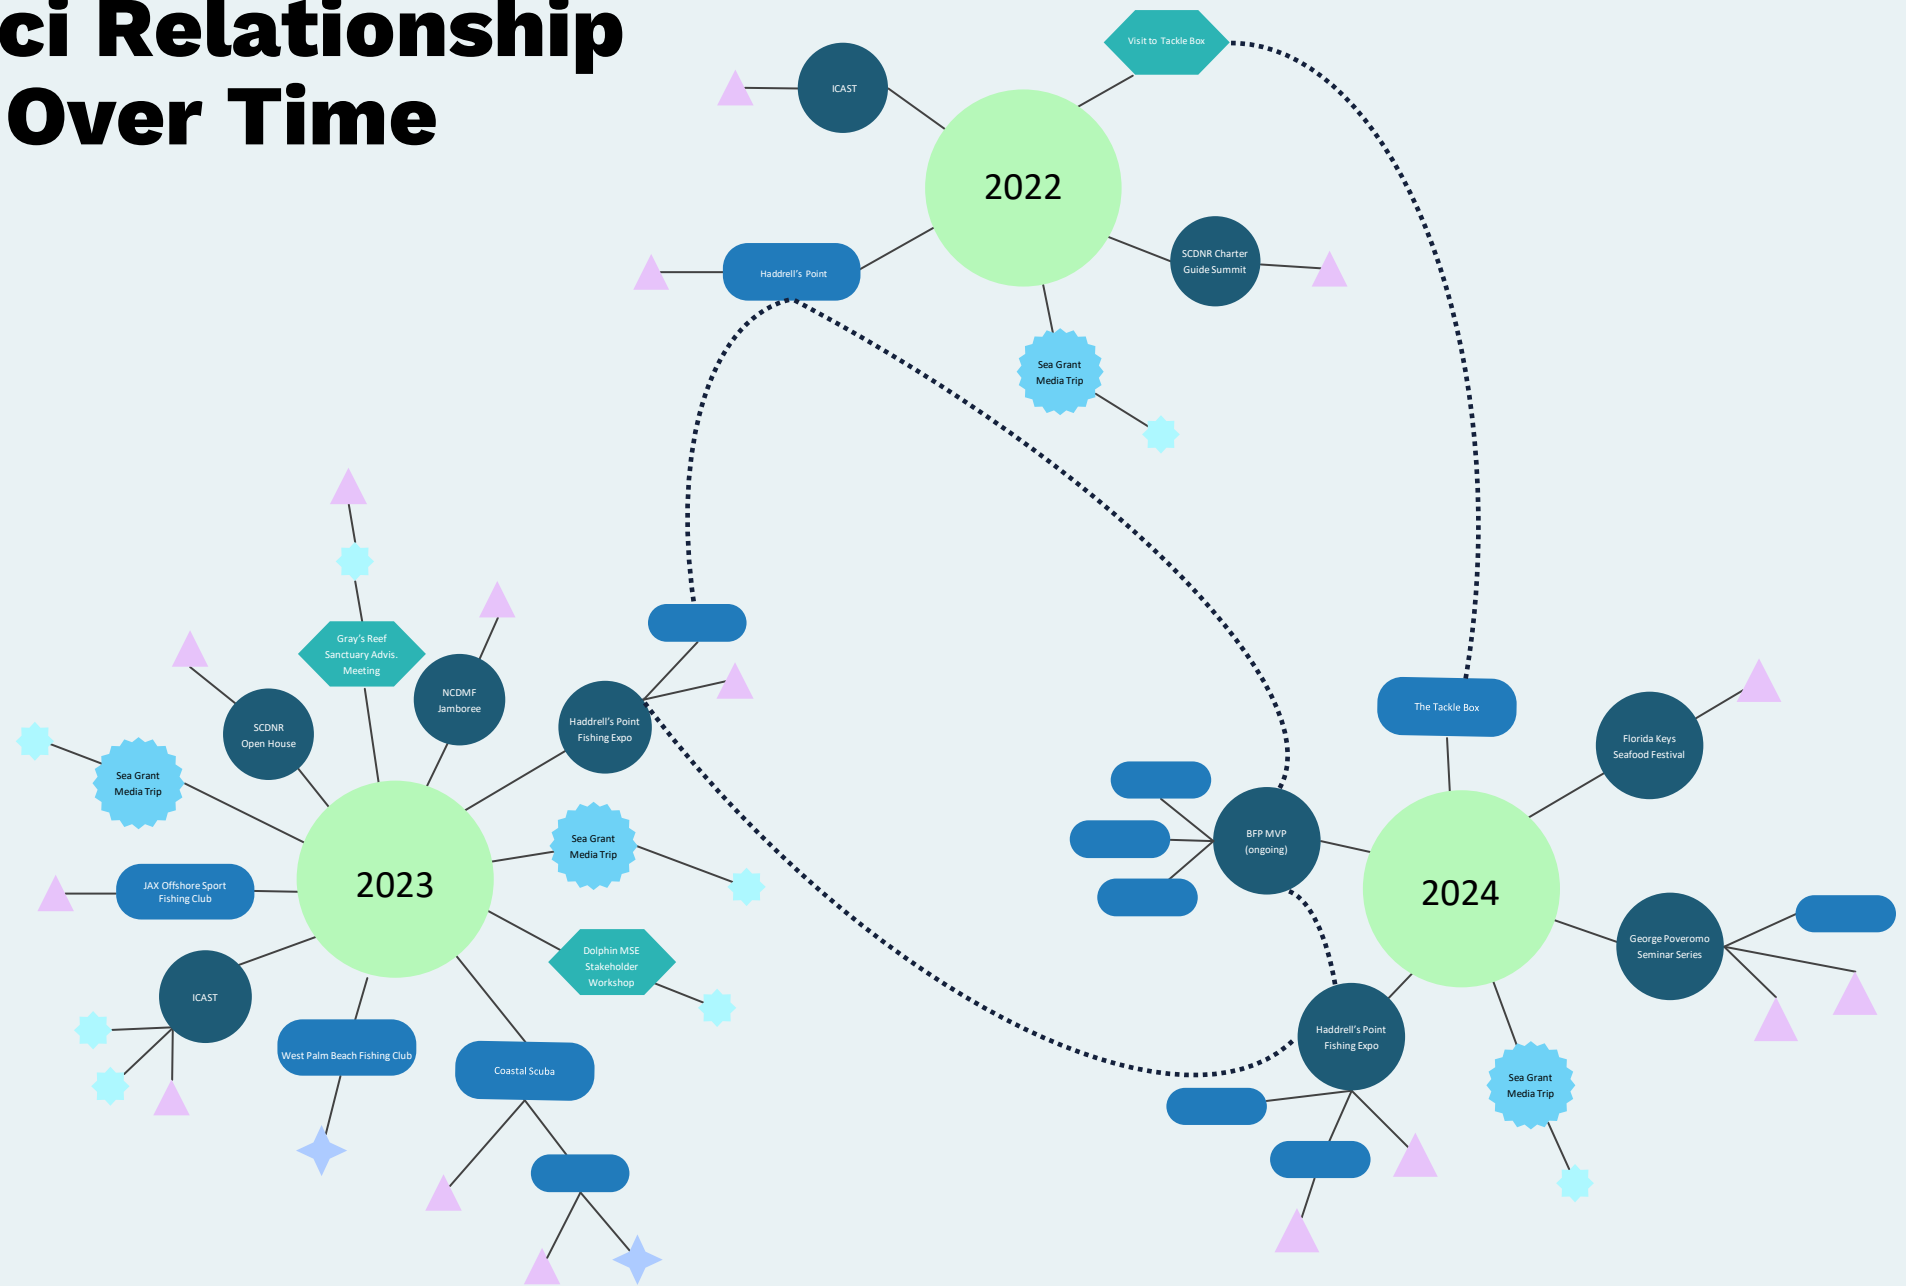 ci Relationship
Over Time
Visit to Tackle Box
ICAST
2022
SCDNR Charter
Guide Summit
Haddrell's Point
Sea Grant
Media Trip
Gray's Reef
Sanctuary Advis.
Meeting
NCDMF
Jamboree
SCDNR
Open House
Haddrell's Point
Fishing Expo
Sea Grant
Media Trip
Sea Grant
Media Trip
JAX Offshore Sport
Fishing Club
2023
Dolphin MSE
Stakeholder
Workshop
ICAST
West Palm Beach Fishing Club
Coastal Scuba
The Tackle Box
Florida Keys
Seafood Festival
BFP MVP
(ongoing)
2024
George Poveromo
Seminar Series
Haddrell's Point
Fishing Expo
Sea Grant
Media Trip